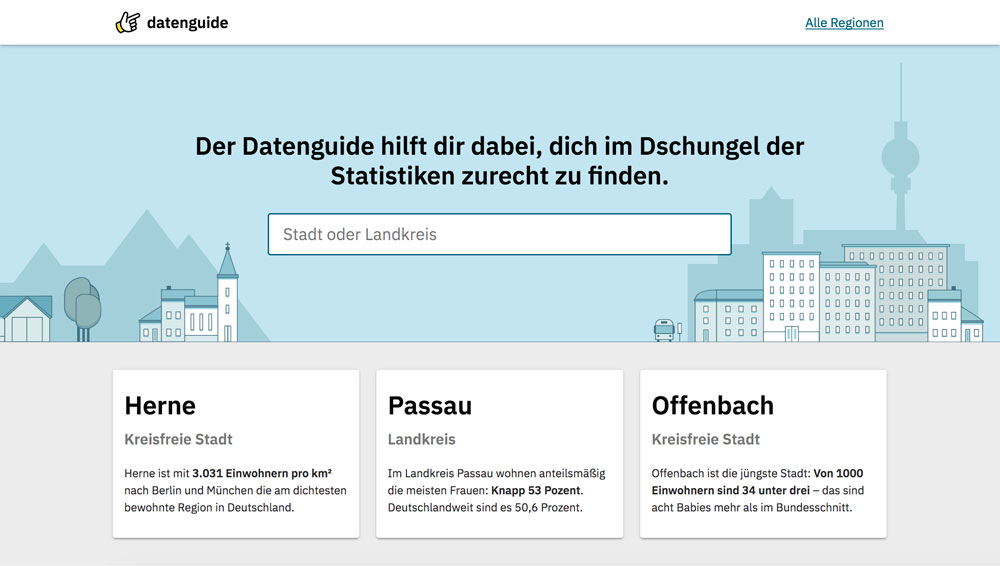 datenguide
Alle Regionen
Der Datenguide hilft dir dabei, dich im Dschungel der
Statistiken zurecht zu finden.
Stadt oder Landkreis
Herne
Kreisfreie Stadt
Herne ist mit 3.031 Einwohnern pro km²
nach Berlin und München die am dichtesten
bewohnte Region in Deutschland.
Passau
Landkreis
Im Landkreis Passau wohnen anteilsmäßig
die meisten Frauen: Knapp 53 Pozent.
Deutschlandweit sind es 50,6 Prozent.
Offenbach
Kreisfreie Stadt
Offenbach ist die jüngste Stadt: Von 1000
Einwohnern sind 34 unter drei – das sind
acht Babies mehr als im Bundesschnitt.